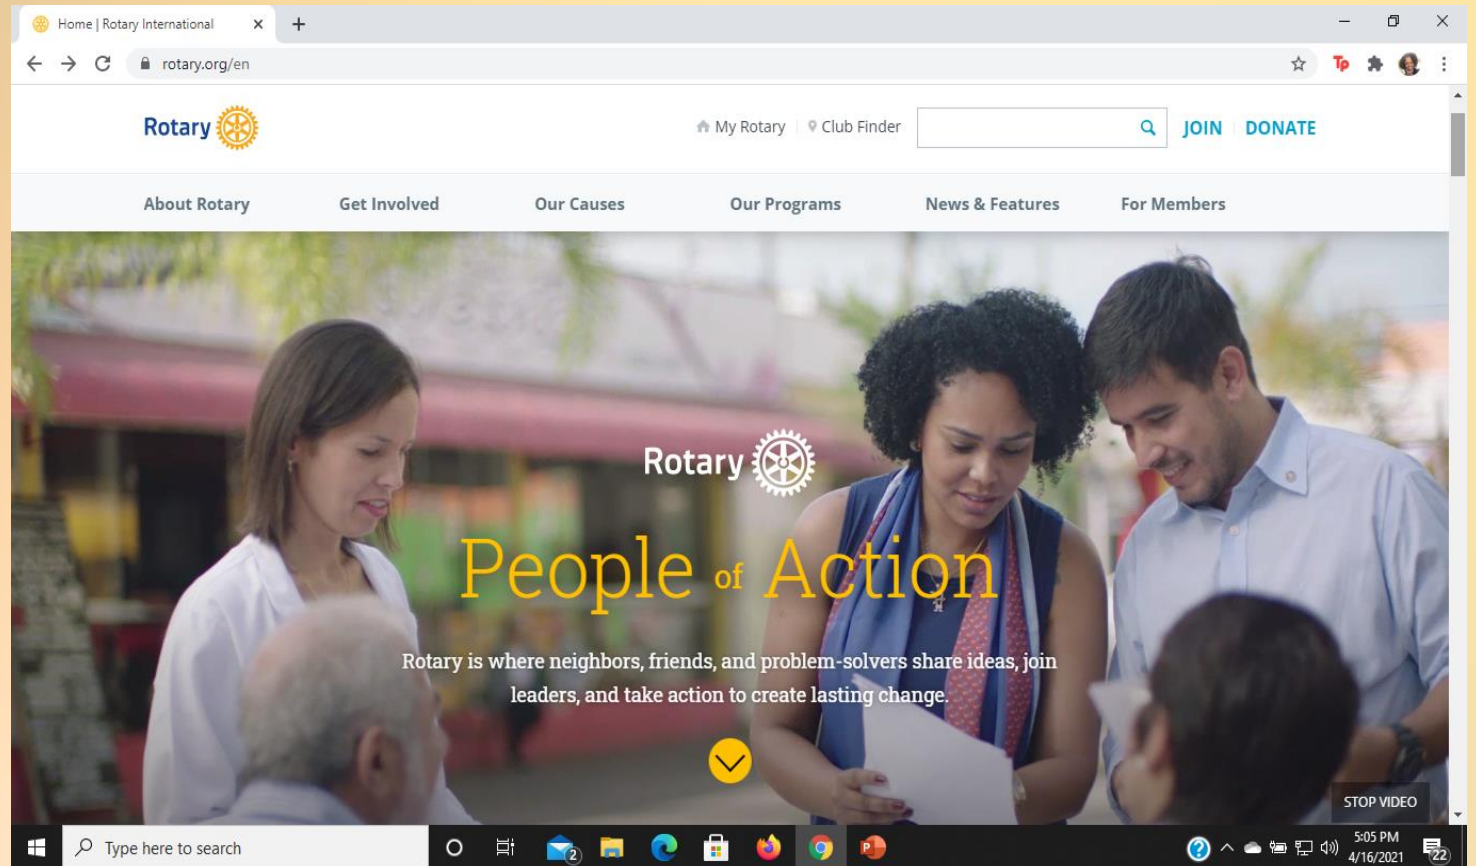 Home | Rotary International
rotary.org/en
Tp
Rotary
My Rotary
Club Finder
JOIN
DONATE
About Rotary
Get Involved
Our Causes
Our Programs
News & Features
For Members
Rotary
People of Action
Rotary is where neighbors, friends, and problem-solvers share ideas, join
leaders, and take action to create lasting change.
STOP VIDEO
Type here to search
2
5:05 PM
4/16/2021
22